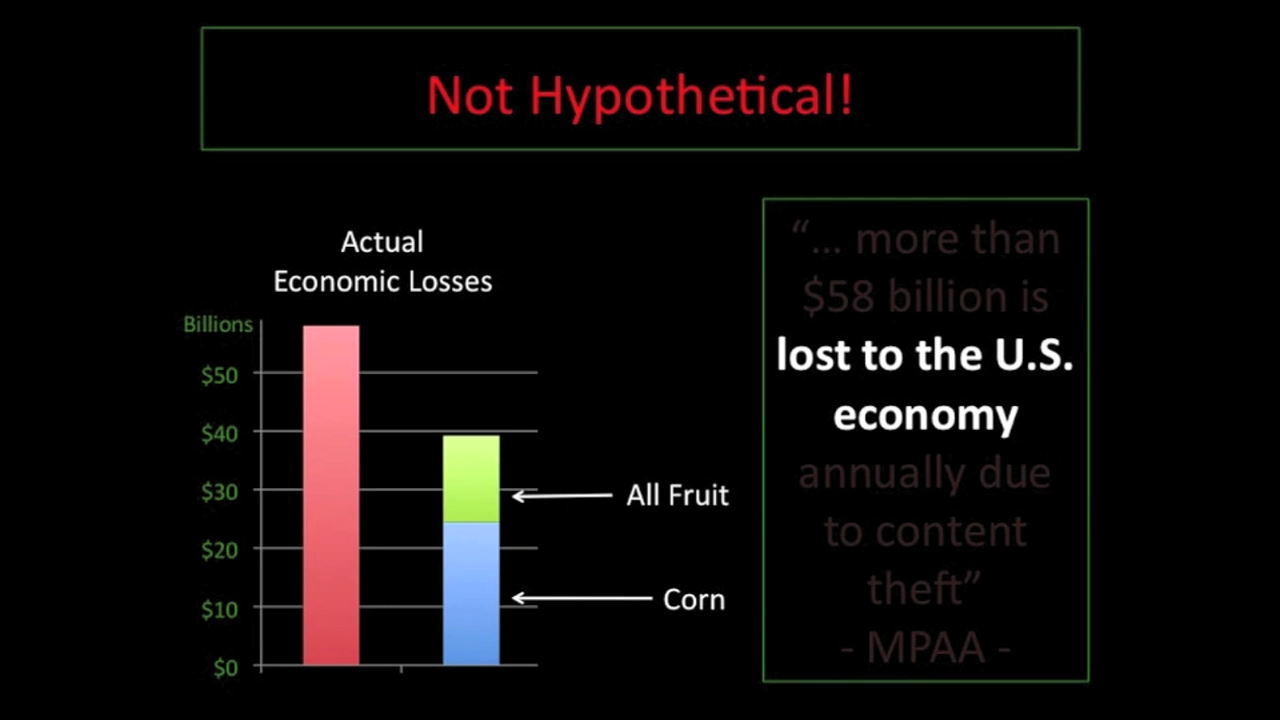 Not Hypothetical!
Actual
Economic Losses
Billions
$50
$40
$30
$20
$10
$0
All Fruit
Corn
“... more than
$58 billion is
lost to the U.S.
economy
annually due
to content
theft”
- MPAA -